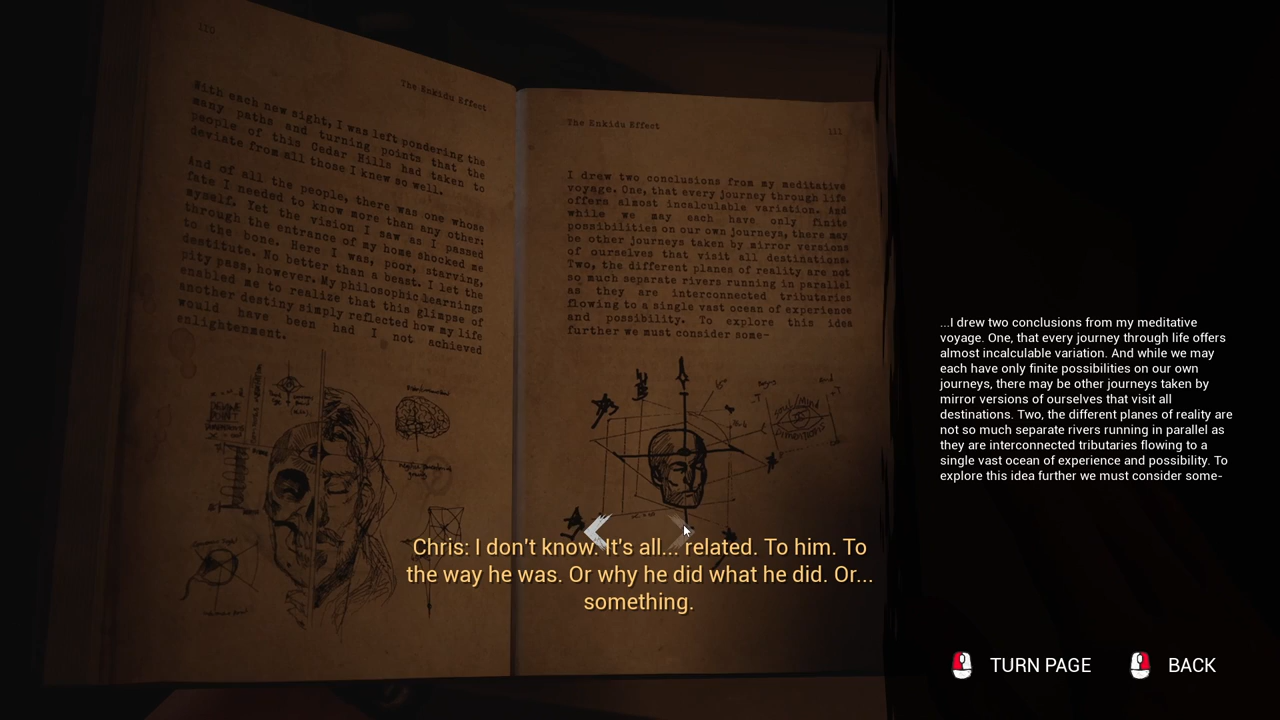 110
The Enkidu Effect
With each new sight, I was left pondering the
many paths and turning points that the
people of this Cedar Hills had taken to
deviate from all those I knew so well.
And of all the people, there was one whose
fate I needed to know more than any other:
myself. Yet the vision I saw as I passed
through the entrance of my home shocked me
to the bone. Here I was, poor, starving,
destitute. No better than a beast. I let the
pity pass, however. My philosophic learnings
enabled me to realize that this glimpse of
another destiny simply reflected how my life
would have been had I not achieved
enlightenment.
The Enkidu Effect
111
I drew two conclusions from my meditative
voyage. One, that every journey through life
offers almost incalculable variation. And
while we may each have only finite
possibilities on our own journeys, there may
be other journeys taken by mirror versions
of ourselves that visit all destinations.
Two, the different planes of reality are not
so much separate rivers running in parallel
as they are interconnected tributaries
flowing to a single vast ocean of experience
and possibility. To explore this idea
further we must consider some-
...I drew two conclusions from my meditative
voyage. One, that every journey through life offers
almost incalculable variation. And while we may
each have only finite possibilities on our own
journeys, there may be other journeys taken by
mirror versions of ourselves that visit all
destinations. Two, the different planes of reality are
not so much separate rivers running in parallel as
they are interconnected tributaries flowing to a
single vast ocean of experience and possibility. To
explore this idea further we must consider some-
Chris: I don't know. It's all... related. To him. To
the way he was. Or why he did what he did. Or...
something.
TURN PAGE
BACK